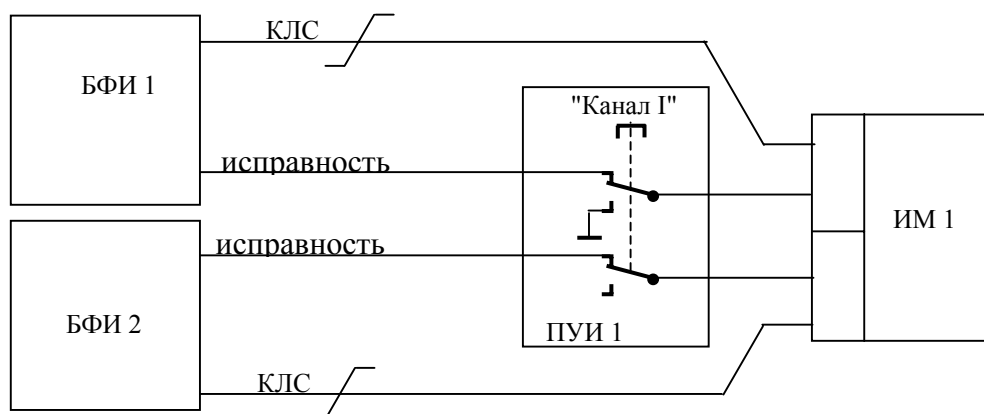 КЛС
БФИ 1
"Канал I"
исправность
ИМ 1
исправность
БФИ 2
ПУИ 1
КЛС